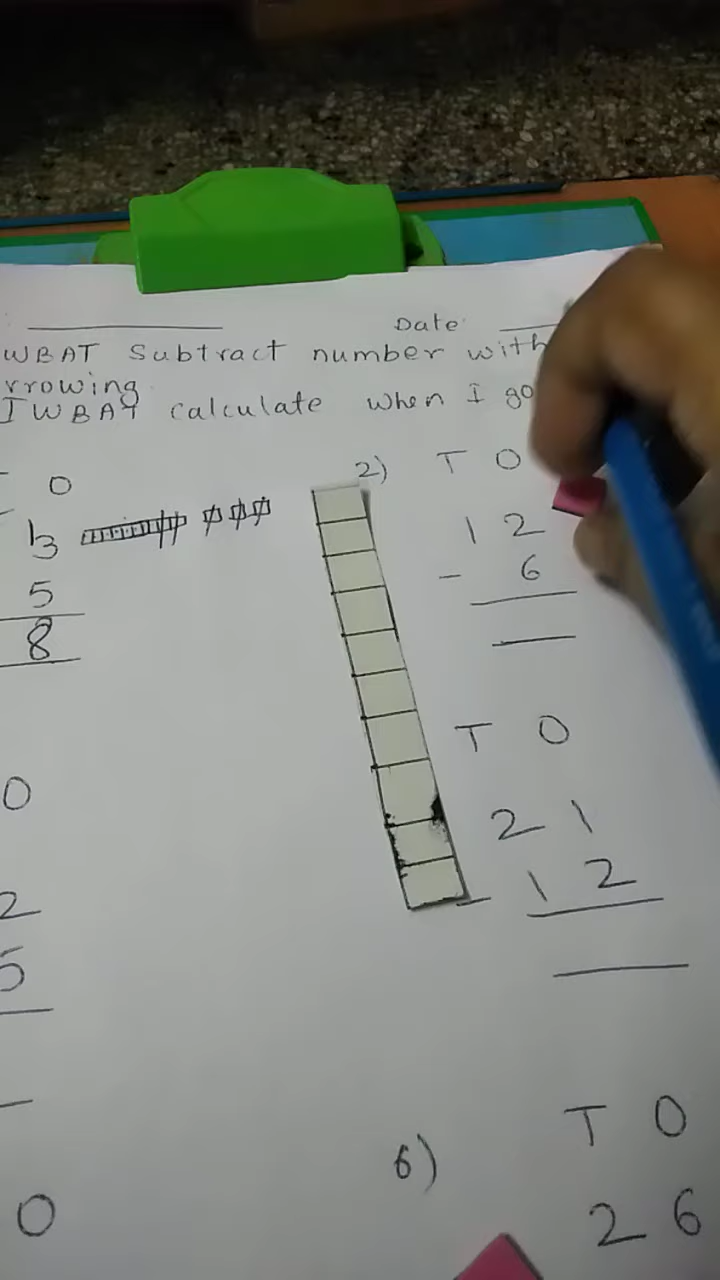 Date
WBAT Subtract number with
rrowing
IWBAT calculate when I go
2) T O
O
1 2
13
- 6
5
8
T O
O
2 1
2
- 1 2
5
T O
6)
2 6
O